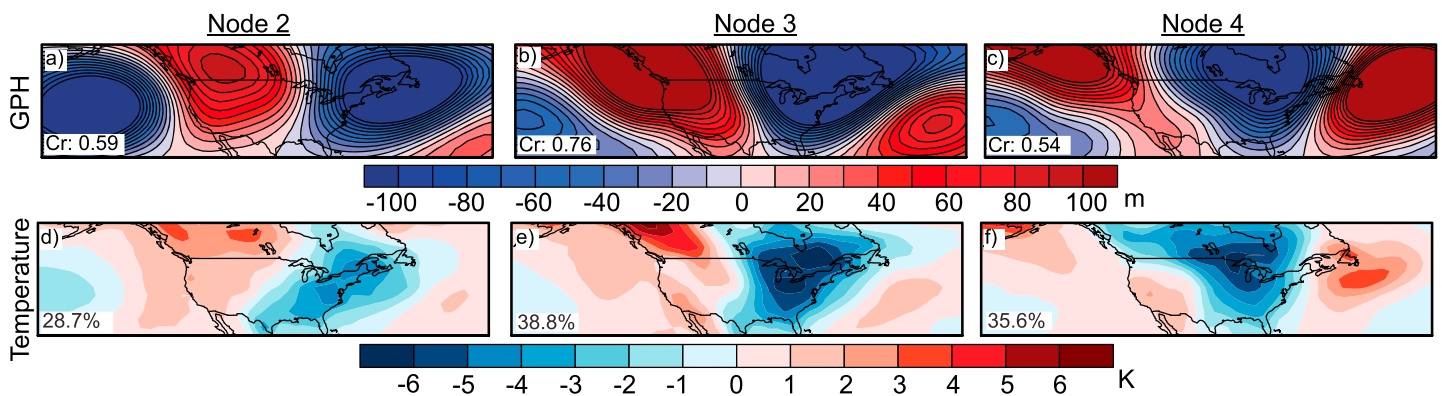 Node 2 Node 3 Node 4
GPH
a) b) c)
Cr: 0.59 Cr: 0.76 Cr: 0.54
-100 -80 -60 -40 -20 0 20 40 60 80 100 m
Temperature
d) e) f)
28.7% 38.8% 35.6%
-6 -5 -4 -3 -2 -1 0 1 2 3 4 5 6 K